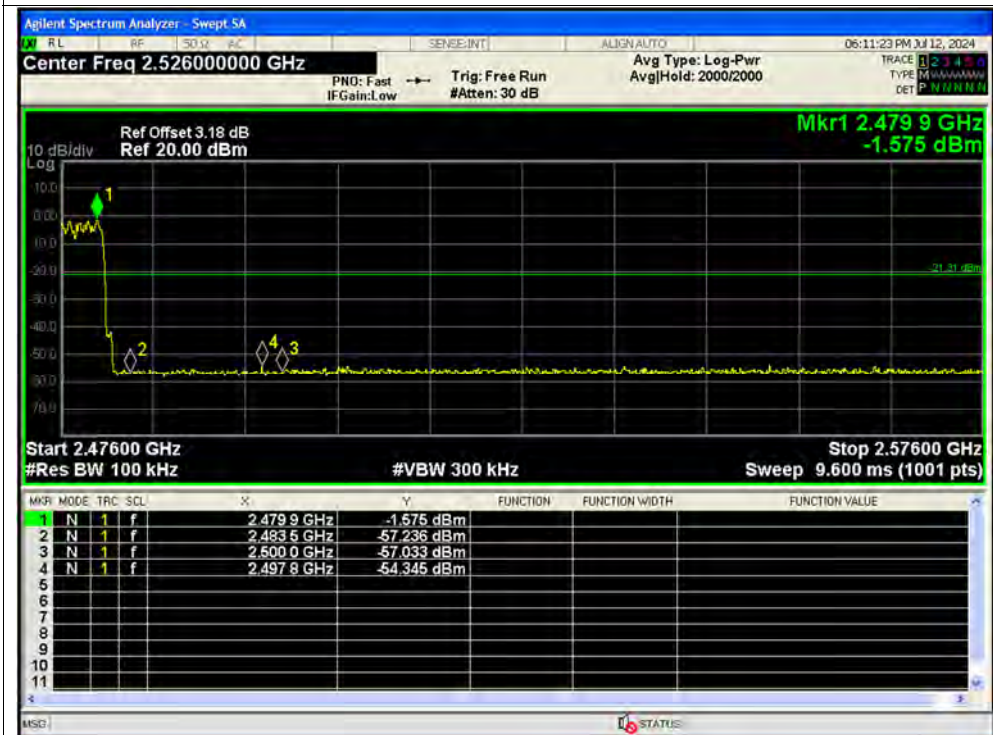 Agilent Spectrum Analyzer - Swept SA
RL RF 50 Ω AC SENSE:INT ALIGN AUTO 06:11:23 PM Jul 12, 2024
Center Freq 2.526000000 GHz
PNO: Fast Trig: Free Run
IFGain:Low #Atten: 30 dB
Avg Type: Log-Pwr
Avg|Hold: 2000/2000
TRACE 1 2 3 4 5 6
TYPE M
DET P N N N N N
Mkr1 2.479 9 GHz
-1.575 dBm
Ref Offset 3.18 dB
10 dB/div Ref 20.00 dBm
Log
10.0
0.00
-10.0
-20.0
-30.0
-40.0
-50.0
-60.0
-70.0
1
2
4
3
-21.31 dBm
Start 2.47600 GHz Stop 2.57600 GHz
#Res BW 100 kHz #VBW 300 kHz Sweep 9.600 ms (1001 pts)
MKR MODE TRC SCL X Y FUNCTION FUNCTION WIDTH FUNCTION VALUE
1 N 1 f 2.479 9 GHz -1.575 dBm
2 N 1 f 2.483 5 GHz -57.236 dBm
3 N 1 f 2.500 0 GHz -57.033 dBm
4 N 1 f 2.497 8 GHz -54.345 dBm
5
6
7
8
9
10
11
MSG STATUS